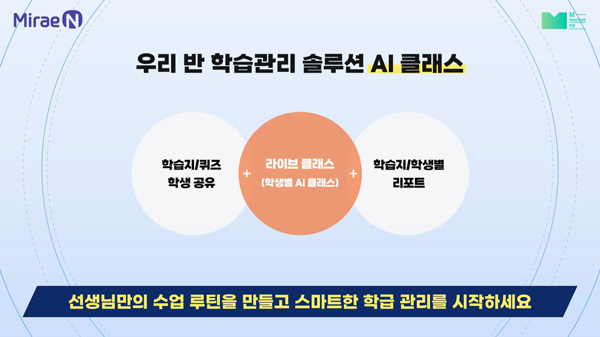 Mirae N
M
우리 반 학습관리 솔루션 AI 클래스
학습지/퀴즈
학생 공유
+
라이브 클래스
(학생별 AI 클래스)
+
학습지/학생별
리포트
선생님만의 수업 루틴을 만들고 스마트한 학급 관리를 시작하세요